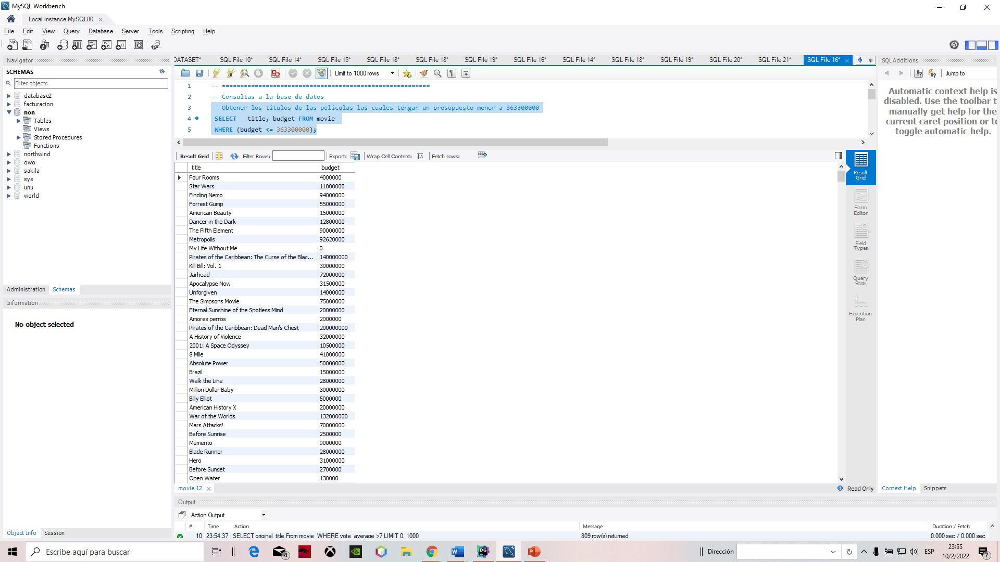 MySQL Workbench
Local instance MySQL80
File Edit View Query Database Server Tools Scripting Help
Navigator
SCHEMAS
Filter objects
database2
facturacion
non
Tables
Views
Stored Procedures
Functions
northwind
owo
sakila
sys
unu
world
Administration Schemas
Information
No object selected
Object Info Session
DATASET* SQL File 10* SQL File 14* SQL File 15* SQL File 18* SQL File 18* SQL File 19* SQL File 16* SQL File 14* SQL File 18* SQL File 19* SQL File 20* SQL File 21* SQL File 16*
Limit to 1000 rows
1 -- =========================================================
2 -- Consultas a la base de datos
3 -- Obtener los titulos de las peliculas las cuales tengan un presupuesto menor a 363300000
4 SELECT title, budget FROM movie
5 WHERE (budget <= 363300000);
Result Grid Filter Rows: Export: Wrap Cell Content: IA Fetch rows:
title budget
Four Rooms 4000000
Star Wars 11000000
Finding Nemo 94000000
Forrest Gump 55000000
American Beauty 15000000
Dancer in the Dark 12800000
The Fifth Element 90000000
Metropolis 92620000
My Life Without Me 0
Pirates of the Caribbean: The Curse of the Blac... 140000000
Kill Bill: Vol. 1 30000000
Jarhead 72000000
Apocalypse Now 31500000
Unforgiven 14000000
The Simpsons Movie 75000000
Eternal Sunshine of the Spotless Mind 20000000
Amores perros 2000000
Pirates of the Caribbean: Dead Man's Chest 200000000
A History of Violence 32000000
2001: A Space Odyssey 10500000
8 Mile 41000000
Absolute Power 50000000
Brazil 15000000
Walk the Line 28000000
Million Dollar Baby 30000000
Billy Elliot 5000000
American History X 20000000
War of the Worlds 132000000
Mars Attacks! 70000000
Before Sunrise 2500000
Memento 9000000
Blade Runner 28000000
Hero 31000000
Before Sunset 2700000
Open Water 130000
movie 12
Read Only
Result Grid
Form Editor
Field Types
Query Stats
Execution Plan
SQLAdditions
Jump to
Automatic context help is
disabled. Use the toolbar t
manually get help for the
current caret position or to
toggle automatic help.
Context Help Snippets
Output
Action Output
# Time Action Message Duration / Fetch
10 23:54:37 SELECT original_title From movie WHERE vote_average >7 LIMIT 0, 1000 809 row(s) returned 0.000 sec / 0.000 sec
Escribe aquí para buscar
4
DG
Dirección
ESP
23:55
10/2/2022
7